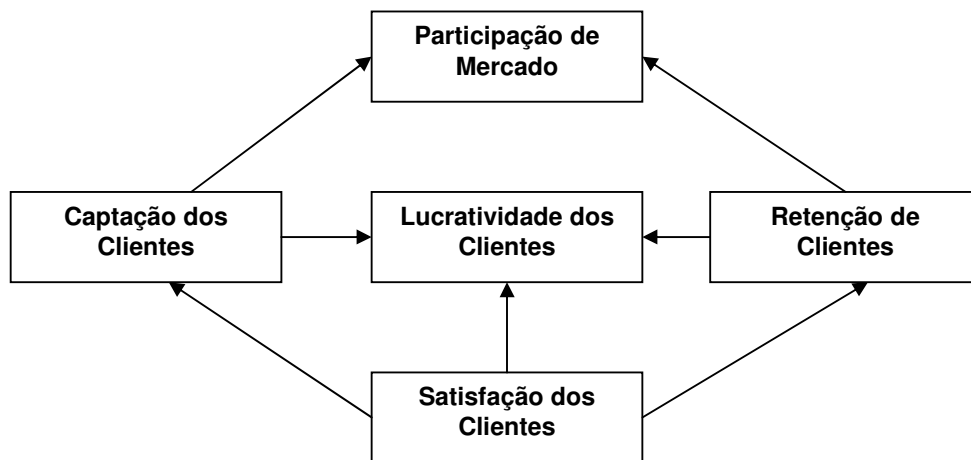 Participação de
Mercado
Captação dos
Clientes
Lucratividade dos
Clientes
Retenção de
Clientes
Satisfação dos
Clientes